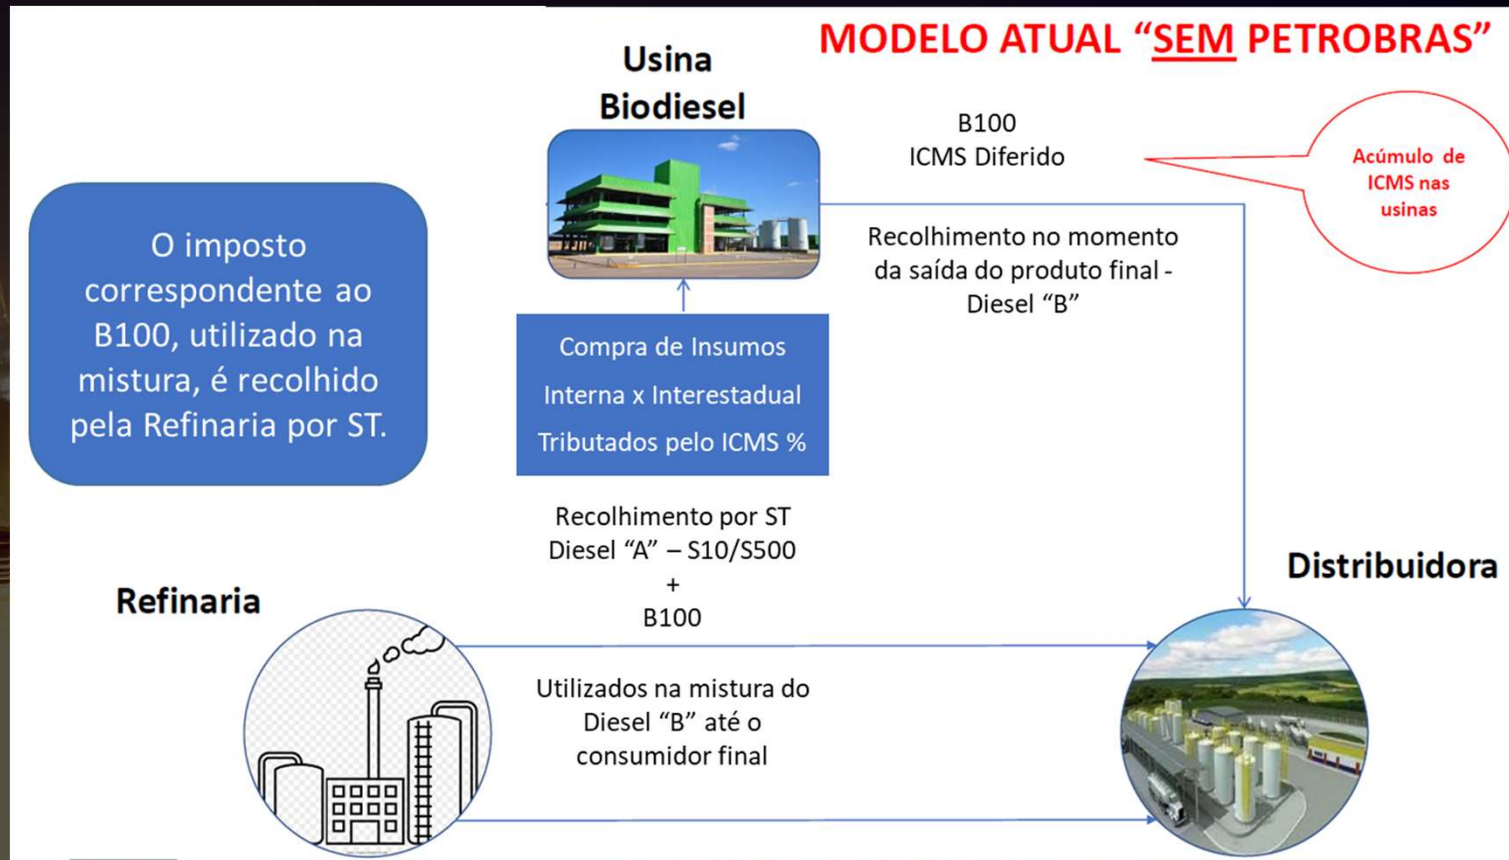 MODELO ATUAL “SEM PETROBRAS”
Usina
Biodiesel
B100
ICMS Diferido
Acúmulo de
ICMS nas
usinas
O imposto
correspondente ao
B100, utilizado na
mistura, é recolhido
pela Refinaria por ST.
Recolhimento no momento
da saída do produto final -
Diesel “B”
Compra de Insumos
Interna x Interestadual
Tributados pelo ICMS %
Recolhimento por ST
Diesel “A” – S10/S500
+
B100
Refinaria
Distribuidora
Utilizados na mistura do
Diesel “B” até o
consumidor final